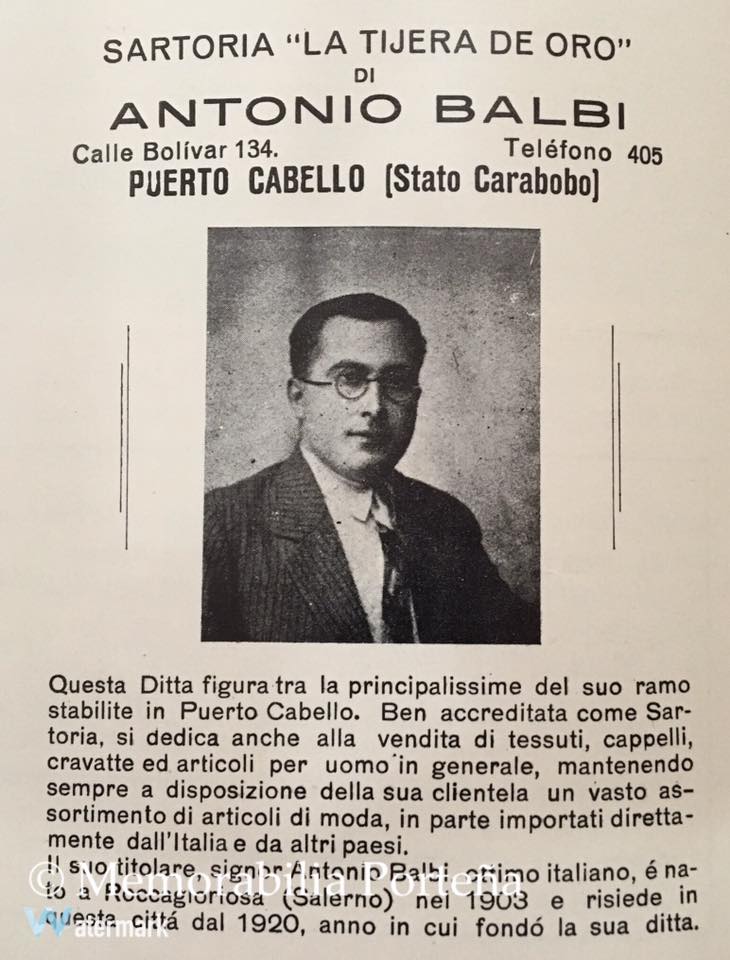 SARTORIA "LA TIJERA DE ORO"
DI
ANTONIO BALBI
Calle Bolívar 134. Teléfono 405
PUERTO CABELLO (Stato Carabobo)
Questa Ditta figura tra la principalissime del suo ramo
stabilite in Puerto Cabello. Ben accreditata come Sar-
toria, si dedica anche alla vendita di tessuti, cappelli,
cravatte ed articoli per uomo in generale, mantenendo
sempre a disposizione della sua clientela un vasto as-
sortimento di articoli di moda, in parte importati diretta-
mente dall'Italia e da altri paesi.
Il suo titolare, signor Antonio Balbi, ottimo italiano, é na-
to a Roccagloriosa (Salerno) nel 1903 e risiede in
questa cittá dal 1920, anno in cui fondó la sua ditta.
© Memorabilia Porteña
Watermark